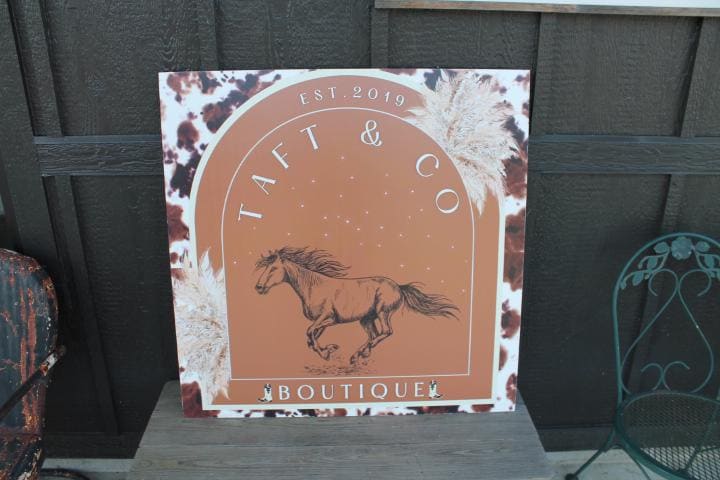 EST. 2019
TAFT & CO
BOUTIQUE